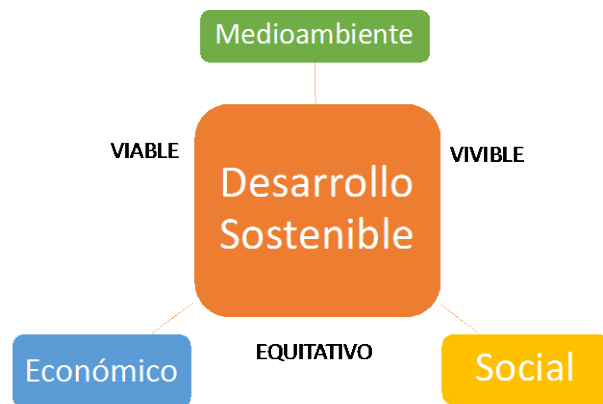 Medioambiente
VIABLE
VIVIBLE
Desarrollo
Sostenible
Económico
EQUITATIVO
Social